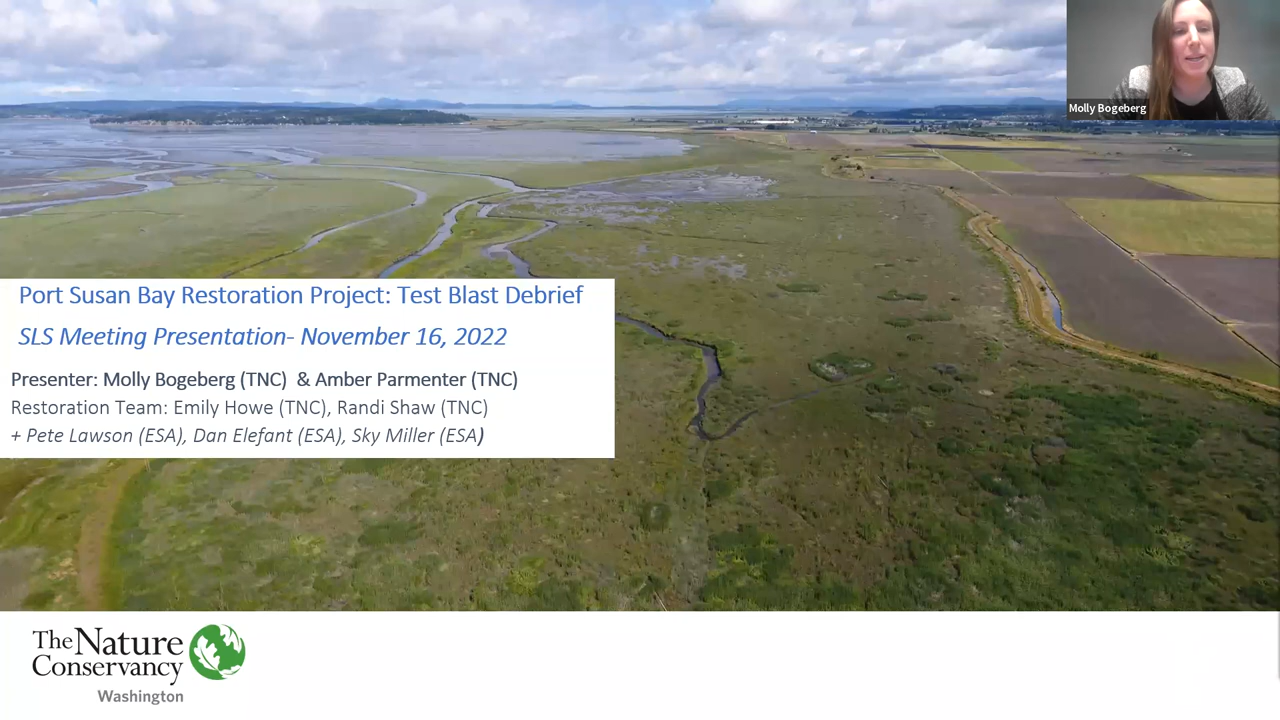 Molly Bogeberg
Port Susan Bay Restoration Project: Test Blast Debrief
SLS Meeting Presentation- November 16, 2022
Presenter: Molly Bogeberg (TNC) & Amber Parmenter (TNC)
Restoration Team: Emily Howe (TNC), Randi Shaw (TNC)
+ Pete Lawson (ESA), Dan Elefant (ESA), Sky Miller (ESA)
The Nature
Conservancy
Washington